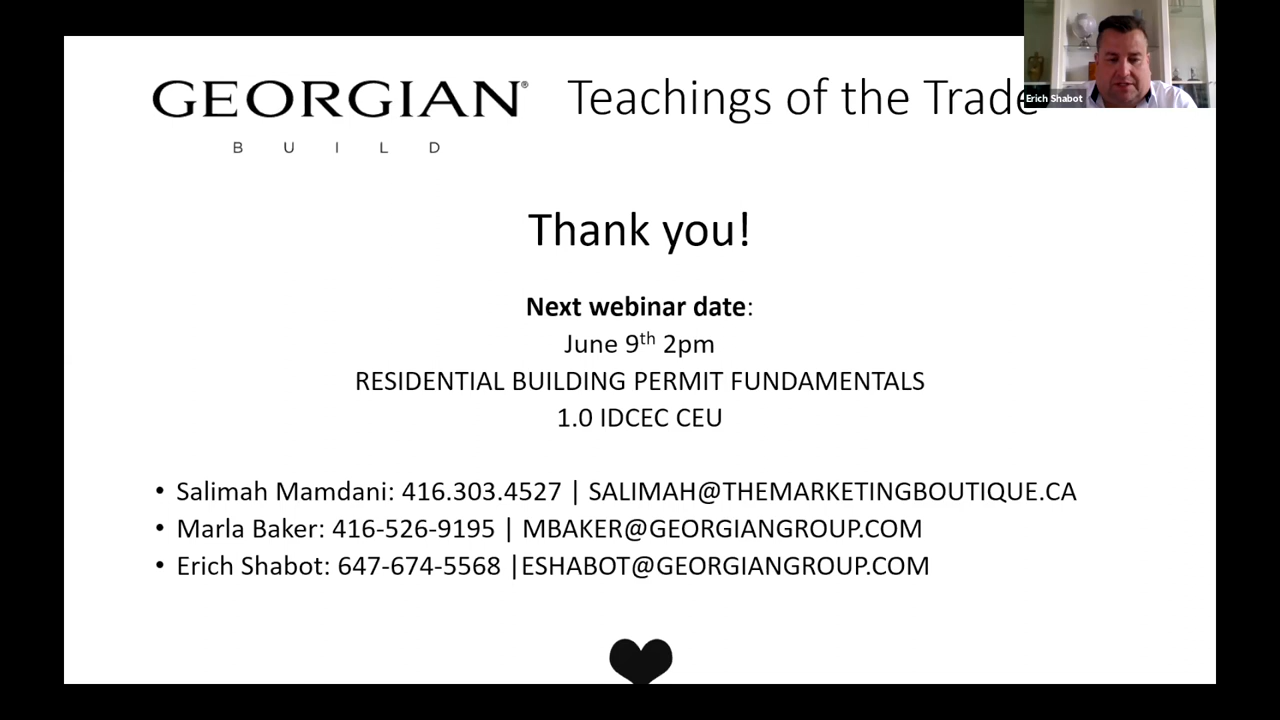 GEORGIAN® Teachings of the Trade
BUILD
Erich Shabot
Thank you!
Next webinar date:
June 9th 2pm
RESIDENTIAL BUILDING PERMIT FUNDAMENTALS
1.0 IDCEC CEU
• Salimah Mamdani: 416.303.4527 | SALIMAH@THEMARKETINGBOUTIQUE.CA
• Marla Baker: 416-526-9195 | MBAKER@GEORGIANGROUP.COM
• Erich Shabot: 647-674-5568 |ESHABOT@GEORGIANGROUP.COM